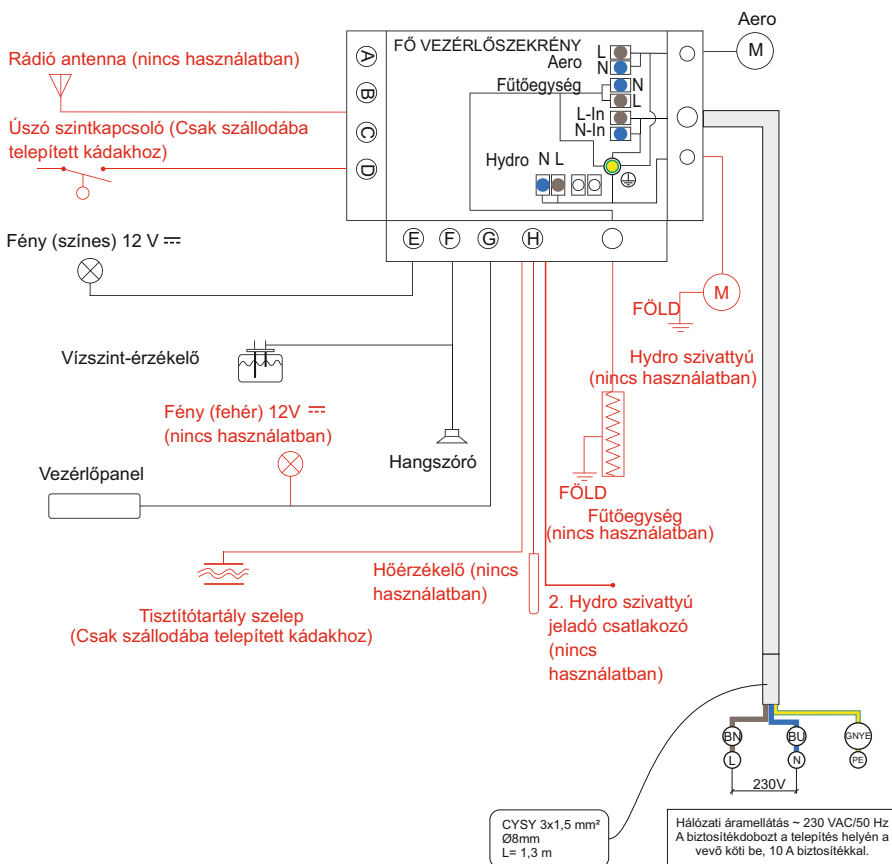 Aero
M
FŐ VEZÉRLŐSZEKRÉNY
Aero
L
N
Fűtőegység
N
L
L-In
N-In
Hydro N L
A
B
C
D
E
F
G
H
Rádió antenna (nincs használatban)
Úszó szintkapcsoló (Csak szállodába
telepített kádakhoz)
Fény (színes) 12 V
Vízszint-érzékelő
Fény (fehér) 12V
(nincs használatban)
Vezérlőpanel
Hangszóró
M
FÖLD
Hydro szivattyú
(nincs használatban)
FÖLD
Fűtőegység
(nincs használatban)
Hőérzékelő (nincs
használatban)
Tisztítótartály szelep
(Csak szállodába telepített kádakhoz)
2. Hydro szivattyú
jeladó csatlakozó
(nincs
használatban)
BN
BU
GNYE
L
N
PE
230V
CYSY 3x1,5 mm²
Ø8mm
L= 1,3 m
Hálózati áramellátás ~ 230 VAC/50 Hz
A biztosítékdobozt a telepítés helyén a
vevő köti be, 10 A biztosítékkal.